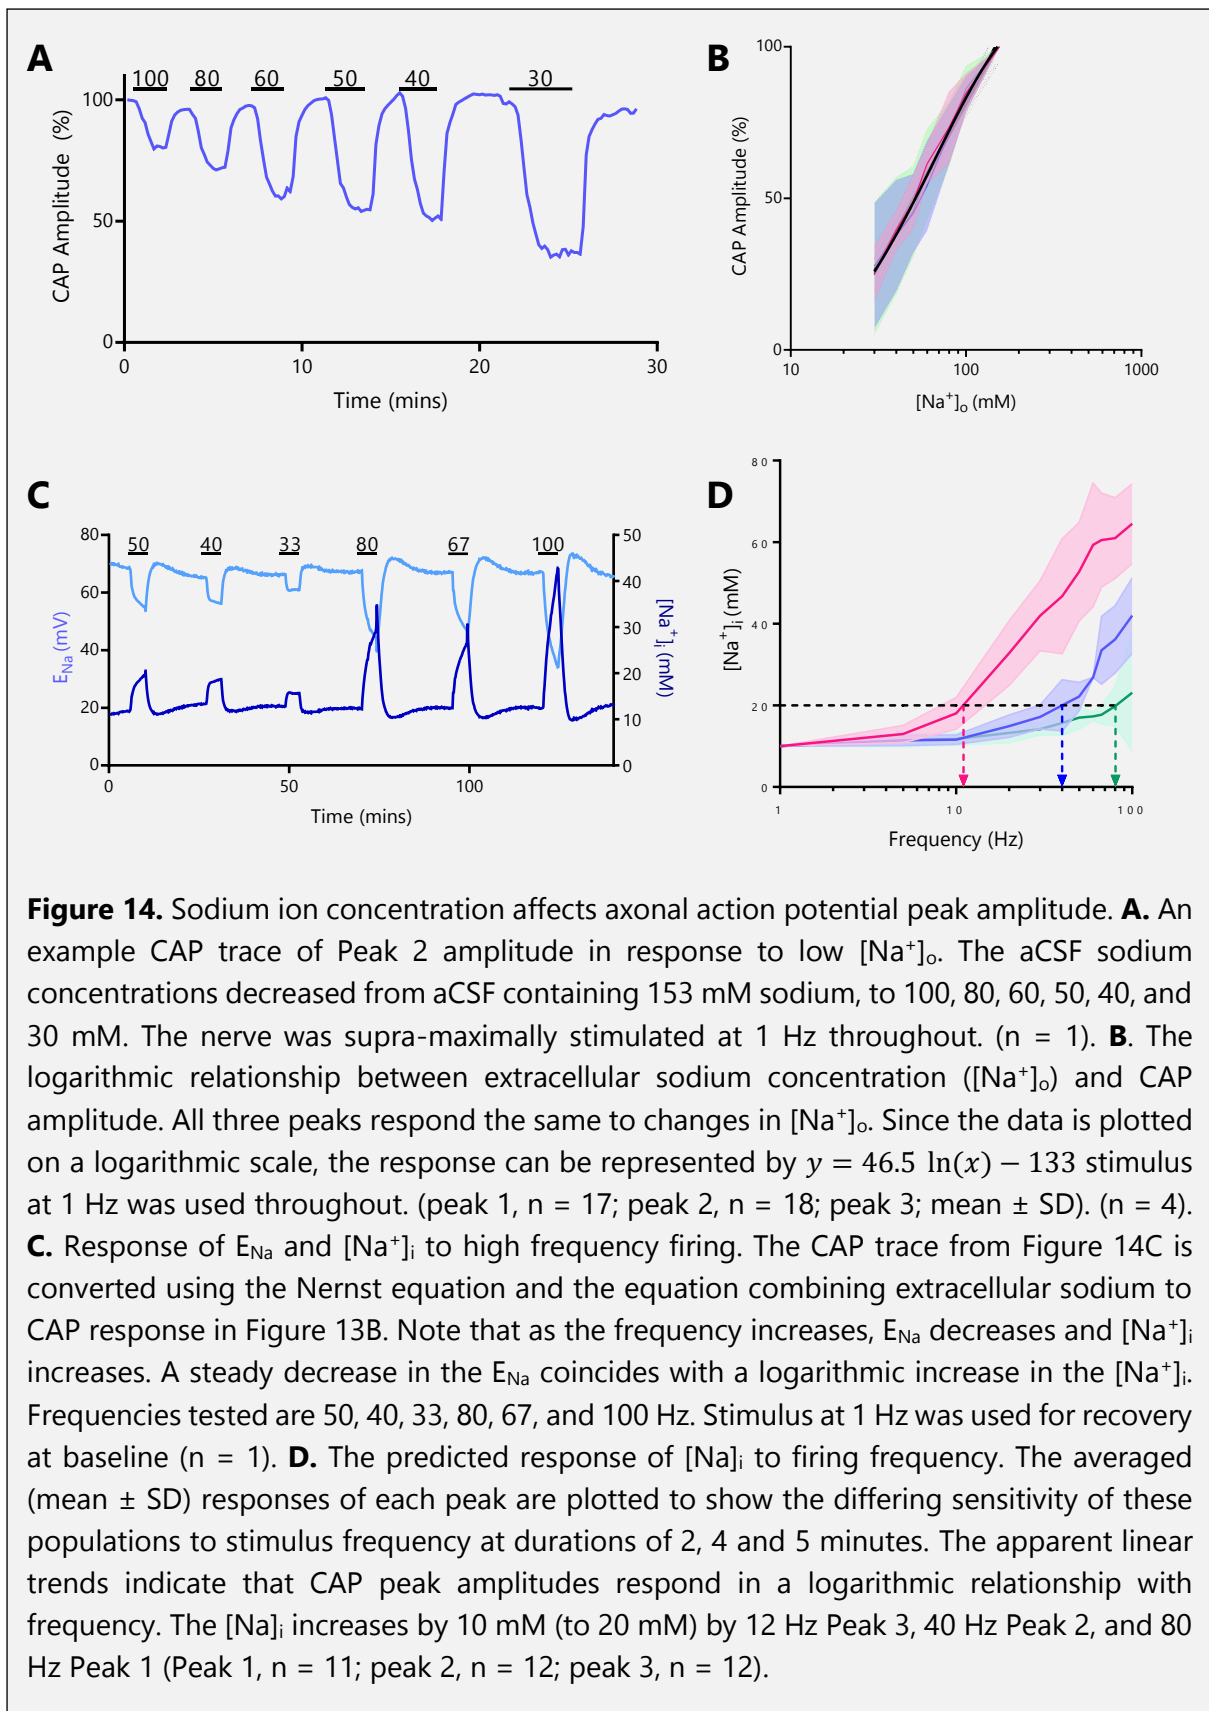 A
100 80 60 50 40 30
100
50
0
CAP Amplitude (%)
0 10 20 30
Time (mins)
B
100
50
0
CAP Amplitude (%)
10 100 1000
[Na⁺]ₒ (mM)
C
50 40 33 80 67 100
80
60
40
20
0
E_Na (mV)
50
40
30
20
10
0
[Na⁺]ᵢ (mM)
0 50 100
Time (mins)
D
80
60
40
20
0
[Na⁺]ᵢ (mM)
1 10 100
Frequency (Hz)
Figure 14. Sodium ion concentration affects axonal action potential peak amplitude. A. An
example CAP trace of Peak 2 amplitude in response to low [Na⁺]ₒ. The aCSF sodium
concentrations decreased from aCSF containing 153 mM sodium, to 100, 80, 60, 50, 40, and
30 mM. The nerve was supra-maximally stimulated at 1 Hz throughout. (n = 1). B. The
logarithmic relationship between extracellular sodium concentration ([Na⁺]ₒ) and CAP
amplitude. All three peaks respond the same to changes in [Na⁺]ₒ. Since the data is plotted
on a logarithmic scale, the response can be represented by y = 46.5 ln(x) − 133 stimulus
at 1 Hz was used throughout. (peak 1, n = 17; peak 2, n = 18; peak 3; mean ± SD). (n = 4).
C. Response of E_Na and [Na⁺]ᵢ to high frequency firing. The CAP trace from Figure 14C is
converted using the Nernst equation and the equation combining extracellular sodium to
CAP response in Figure 13B. Note that as the frequency increases, E_Na decreases and [Na⁺]ᵢ
increases. A steady decrease in the E_Na coincides with a logarithmic increase in the [Na⁺]ᵢ.
Frequencies tested are 50, 40, 33, 80, 67, and 100 Hz. Stimulus at 1 Hz was used for recovery
at baseline (n = 1). D. The predicted response of [Na]ᵢ to firing frequency. The averaged
(mean ± SD) responses of each peak are plotted to show the differing sensitivity of these
populations to stimulus frequency at durations of 2, 4 and 5 minutes. The apparent linear
trends indicate that CAP peak amplitudes respond in a logarithmic relationship with
frequency. The [Na]ᵢ increases by 10 mM (to 20 mM) by 12 Hz Peak 3, 40 Hz Peak 2, and 80
Hz Peak 1 (Peak 1, n = 11; peak 2, n = 12; peak 3, n = 12).